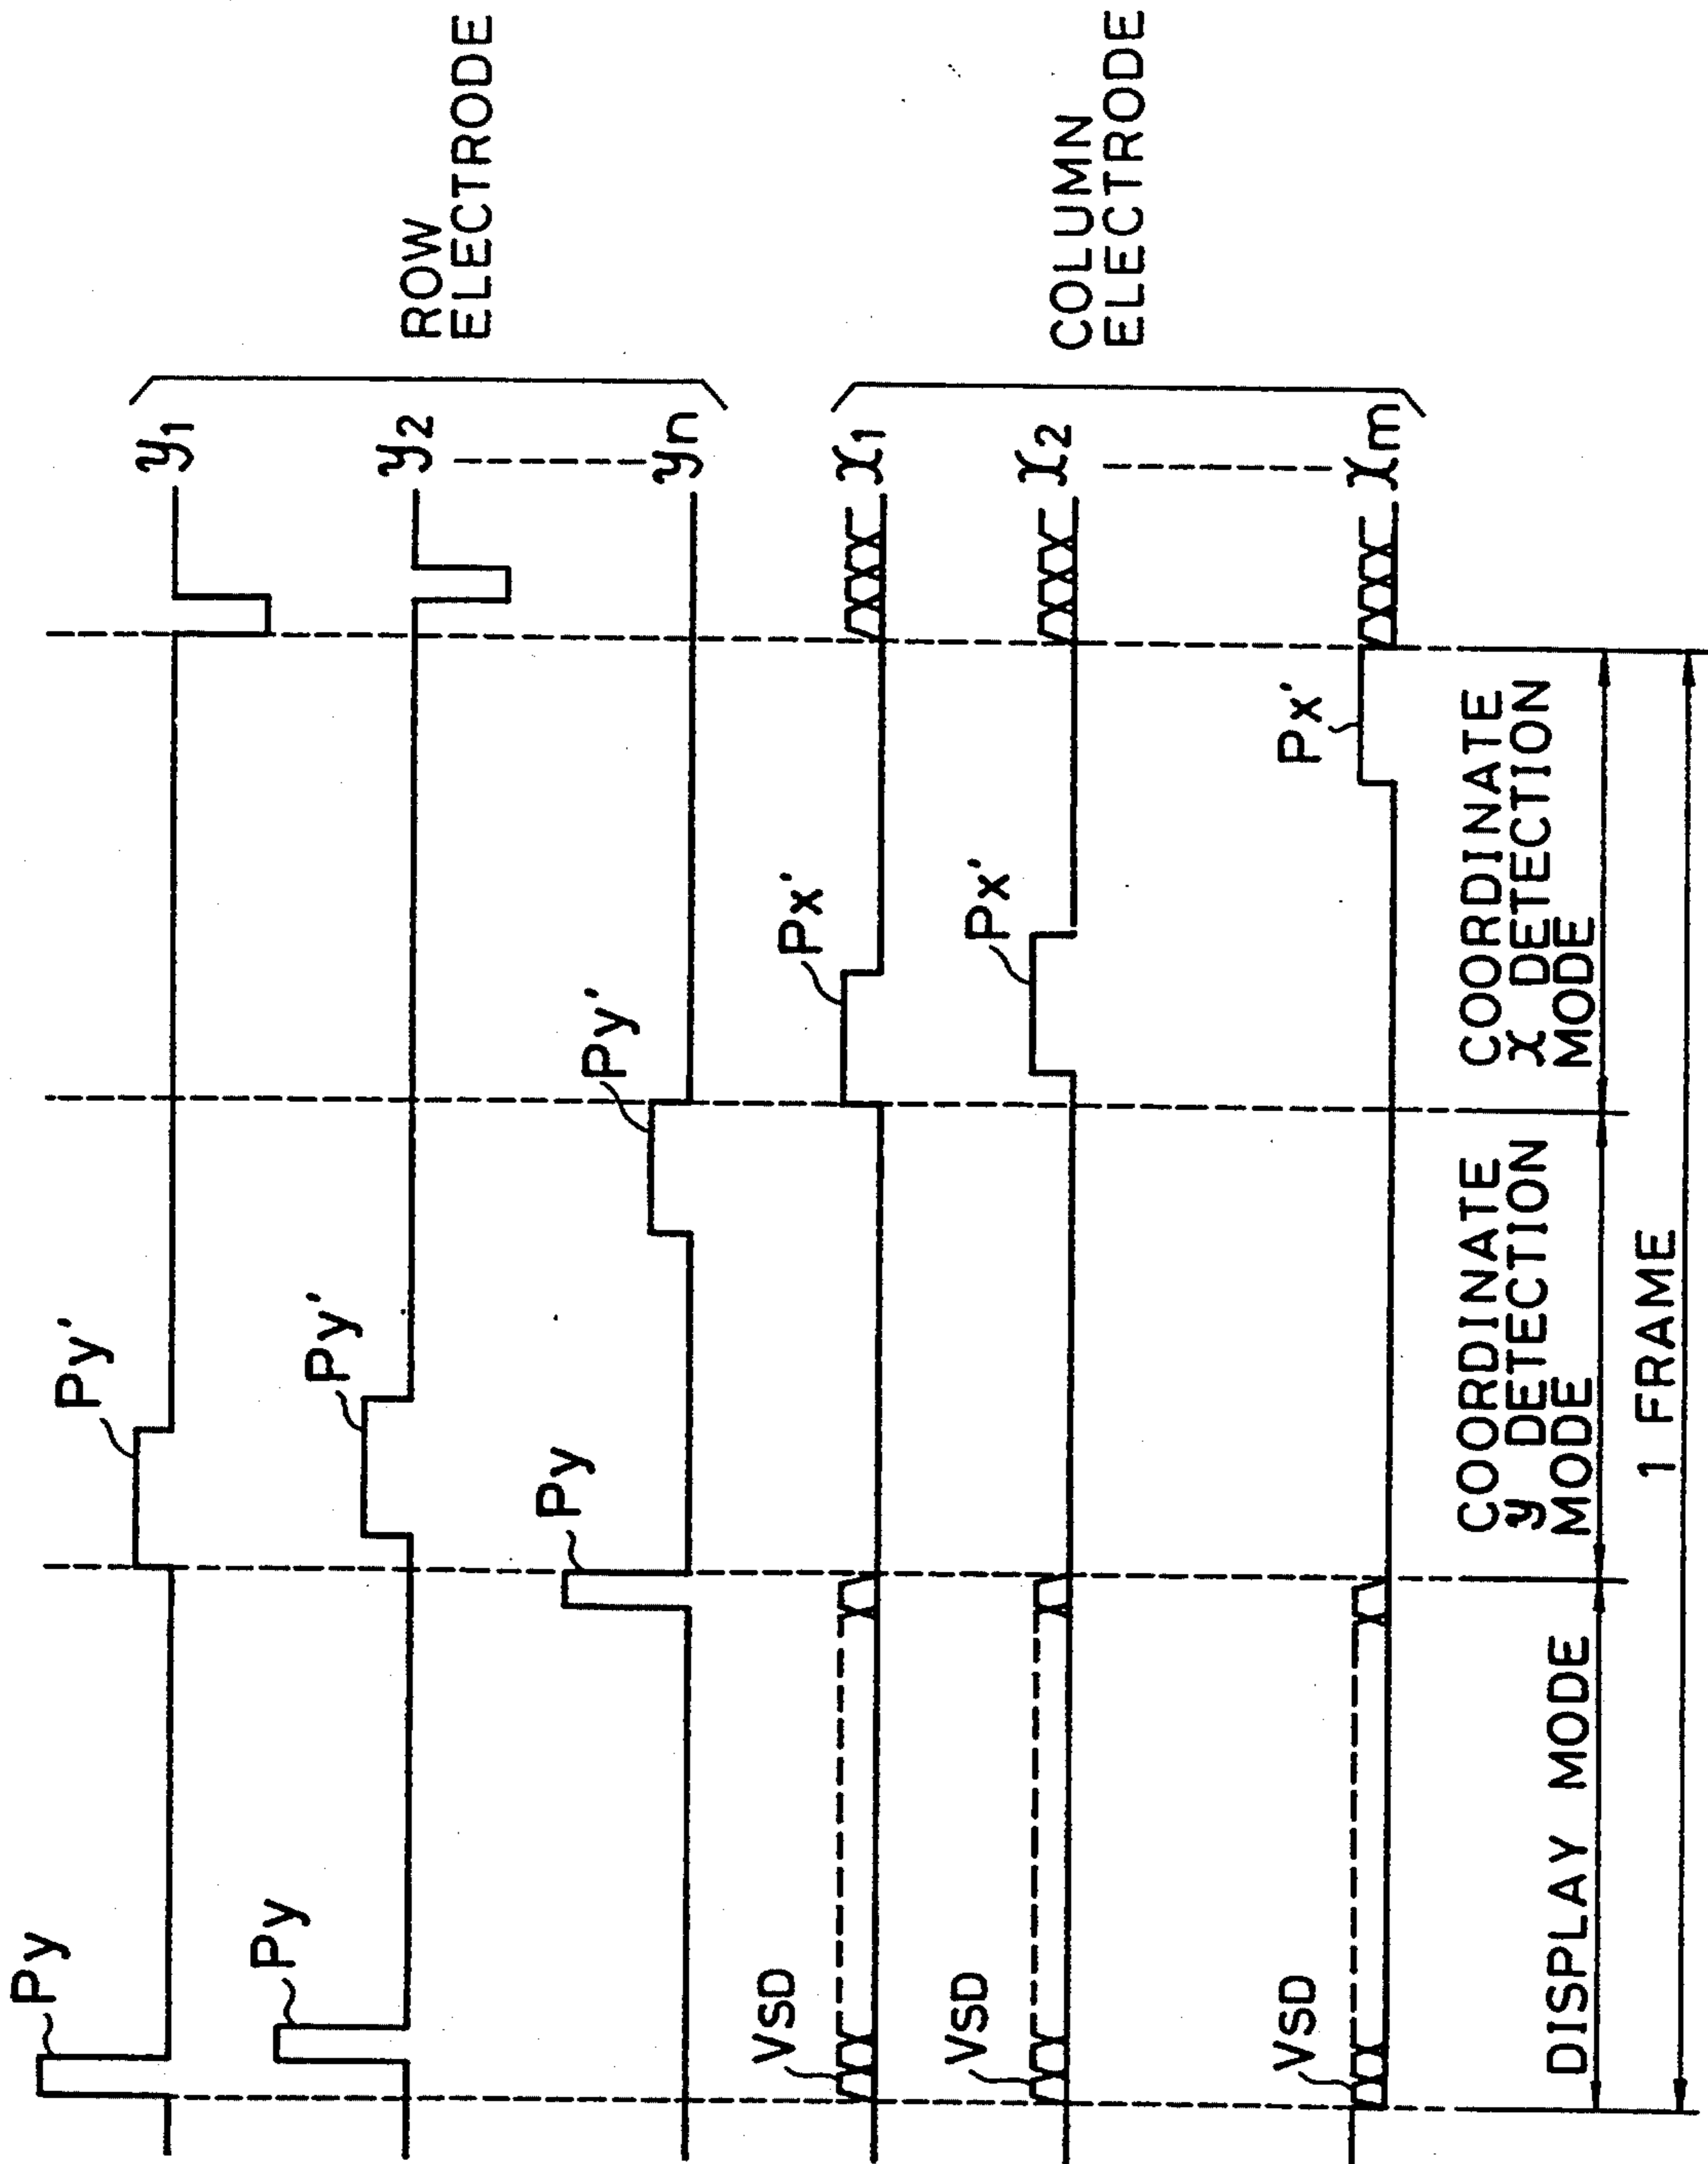 Py
Py'
y1
ROW
ELECTRODE
Py
Py'
y2
Py
Py'
yn
VSD
Px'
x1
COLUMN
ELECTRODE
VSD
Px'
x2
VSD
Px'
xm
DISPLAY MODE
COORDINATE
y DETECTION
MODE
COORDINATE
x DETECTION
MODE
1 FRAME